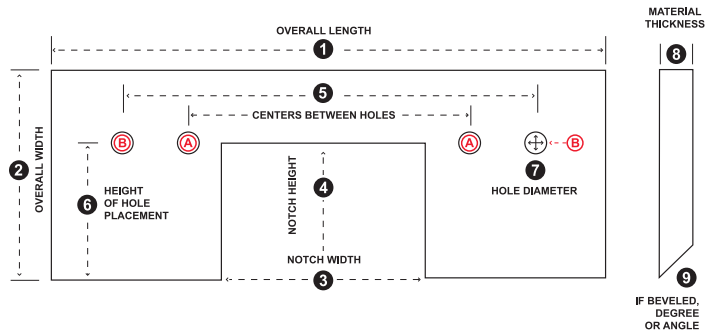 OVERALL LENGTH
1
MATERIAL
THICKNESS
8
5
CENTERS BETWEEN HOLES
B
A
A
B
2
OVERALL WIDTH
6
HEIGHT
OF HOLE
PLACEMENT
NOTCH HEIGHT
4
7
HOLE DIAMETER
NOTCH WIDTH
3
9
IF BEVELED,
DEGREE
OR ANGLE